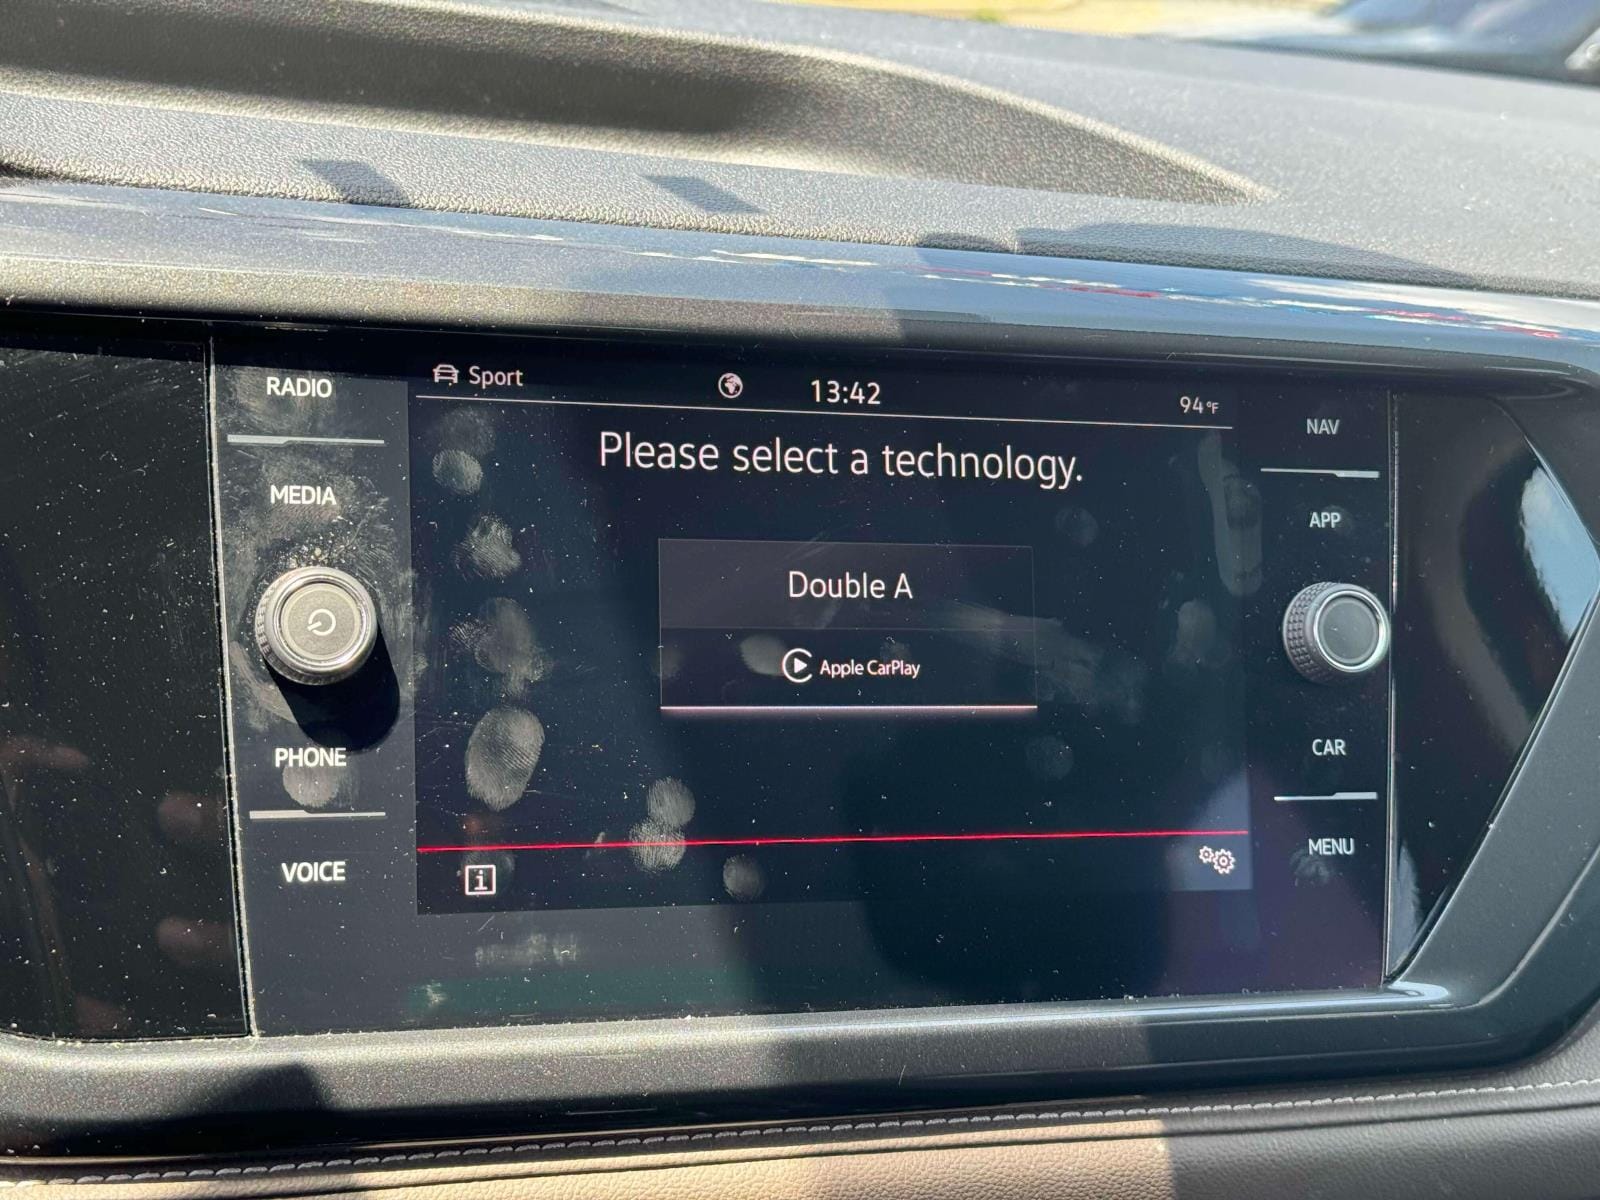 RADIO
MEDIA
PHONE
VOICE
Sport
13:42
94°F
Please select a technology.
Double A
Apple CarPlay
i
NAV
APP
CAR
MENU